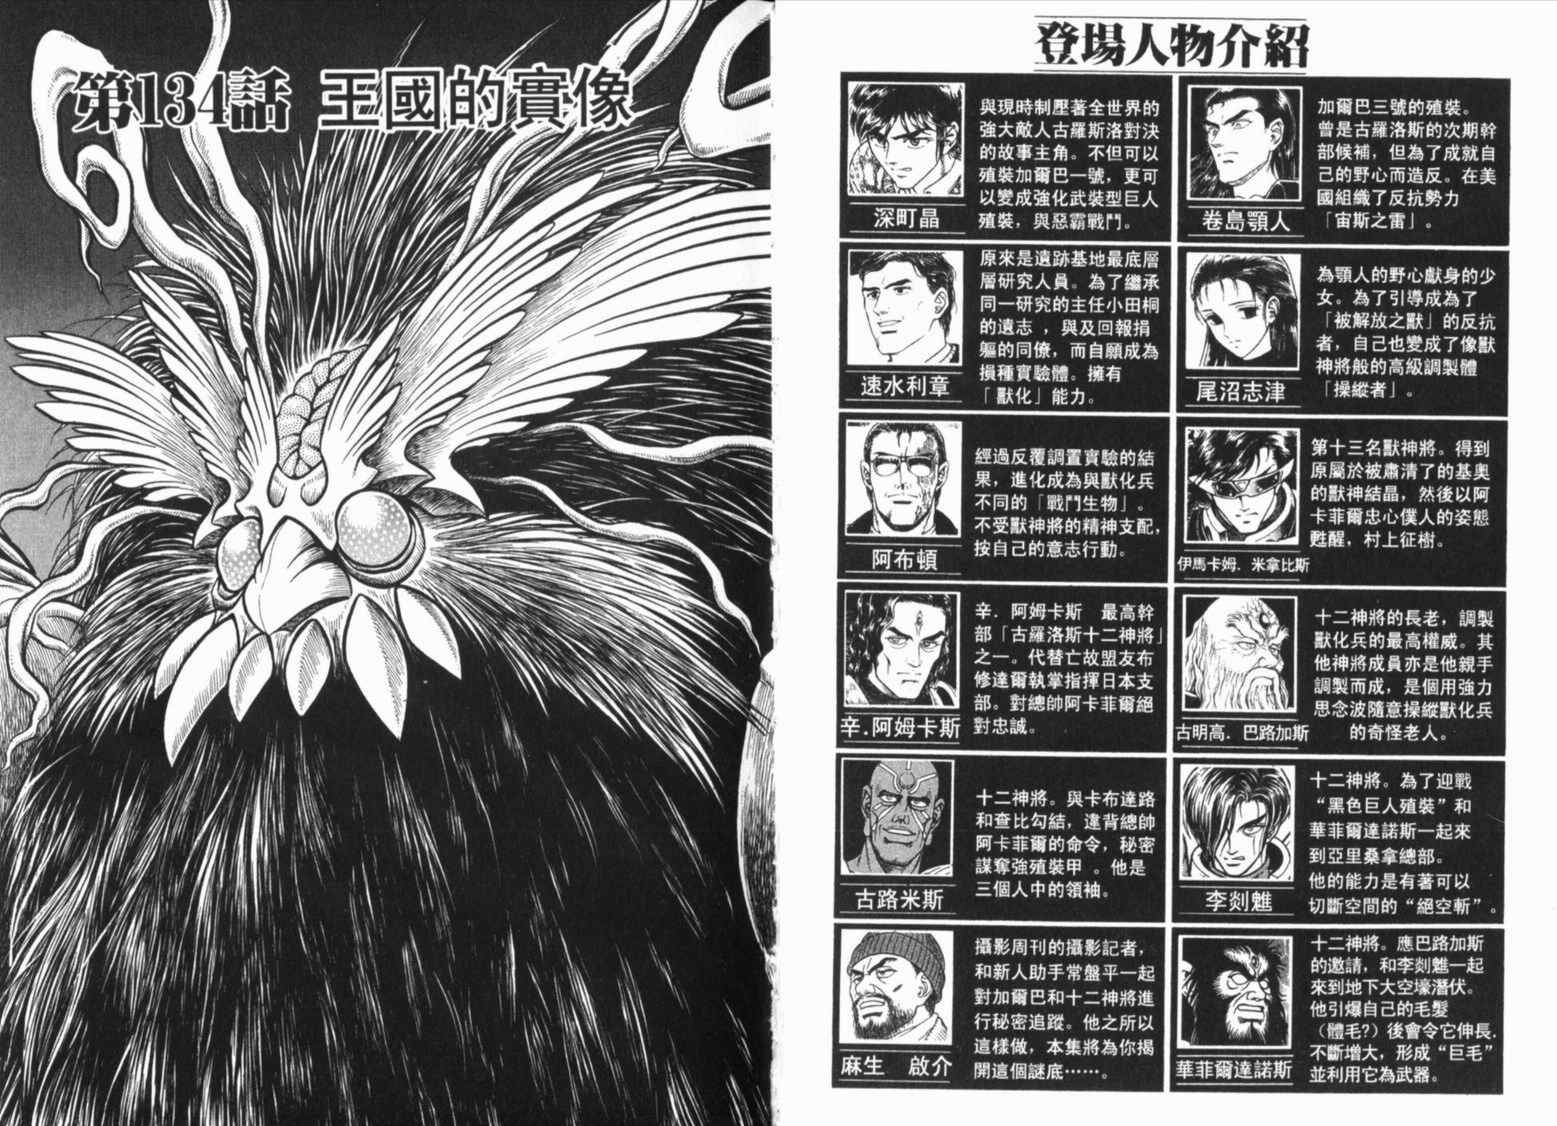 第134話 王國的實像
登場人物介紹
與現時制壓著全世界的
強大敵人古羅斯洛對決
的故事主角。不但可以
殖裝加爾巴一號，更可
以變成強化武裝型巨人
殖裝，與惡霸戰鬥。
深町晶
加爾巴三號的殖裝。
曾是古羅洛斯的次期幹
部候補，但為了成就自
己的野心而造反。在美
國組織了反抗勢力
「宙斯之雷」。
卷島顎人
原來是遺跡基地最底層
層研究人員。為了繼承
同一研究的主任小田桐
的遺志 ，與及回報捐
軀的同僚，而自願成為
損種實驗體。擁有
「獸化」能力。
速水利章
為顎人的野心獻身的少
女。為了引導成為了
「被解放之獸」的反抗
者，自己也變成了像獸
神將般的高級調製體
「操縱者」。
尾沼志津
經過反覆調置實驗的結
果，進化成為與獸化兵
不同的「戰鬥生物」。
不受獸神將的精神支配，
按自己的意志行動。
阿布頓
第十三名獸神將。得到
原屬於被肅清了的基奧
的獸神結晶，然後以阿
卡菲爾忠心僕人的姿態
甦醒，村上征樹。
伊馬卡姆．米拿比斯
辛．阿姆卡斯 最高幹
部「古羅洛斯十二神將」
之一。代替亡故盟友布
修達爾執掌指揮日本支
部。對總帥阿卡菲爾絕
對忠誠。
辛．阿姆卡斯
十二神將的長老，調製
獸化兵的最高權威。其
他神將成員亦是他親手
調製而成，是個用強力
思念波隨意操縱獸化兵
的奇怪老人。
古明高．巴路加斯
十二神將。與卡布達路
和查比勾結，違背總帥
阿卡菲爾的命令，秘密
謀奪強殖裝甲 。他是
三個人中的領袖。
古路米斯
十二神將。為了迎戰
“黑色巨人殖裝”和
華菲爾達諾斯一起來
到亞里桑拿總部。
他的能力是有著可以
切斷空間的“絕空斬”。
李剡魋
攝影周刊的攝影記者，
和新人助手常盤平一起
對加爾巴和十二神將進
行秘密追蹤。他之所以
這樣做，本集將為你揭
開這個謎底⋯⋯。
麻生 啟介
十二神將。應巴路加斯
的邀請，和李剡魋一起
來到地下大空壕潛伏。
他引爆自己的毛髮
（體毛?）後會令它伸長.
不斷增大，形成“巨毛”
並利用它為武器。
華菲爾達諾斯